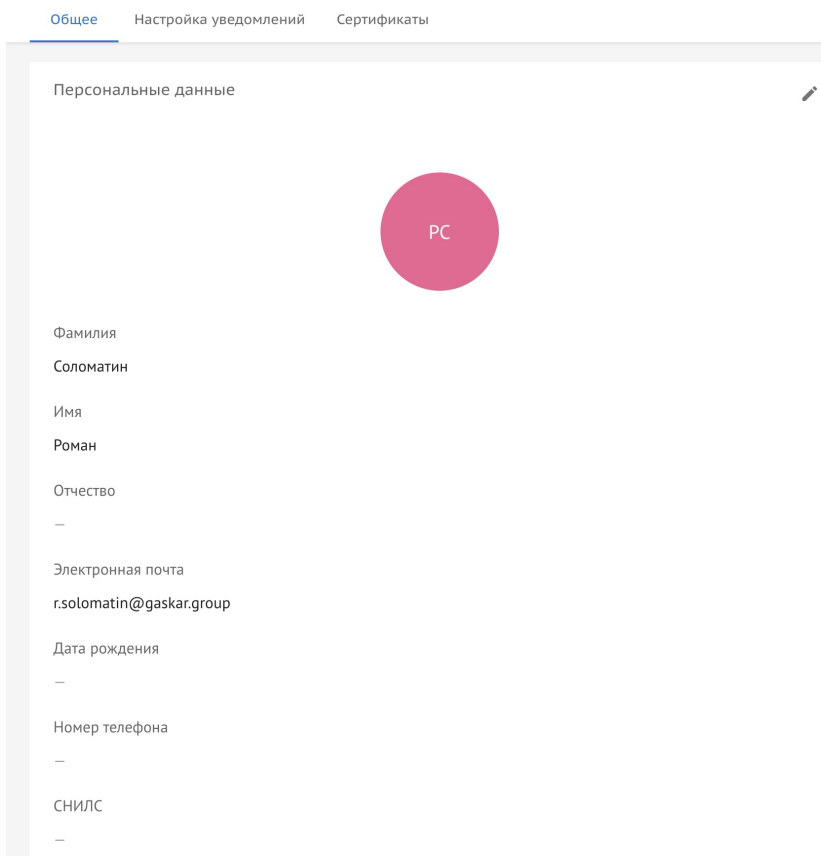 Общее Настройка уведомлений Сертификаты
Персональные данные
РС
Фамилия
Соломатин
Имя
Роман
Отчество
—
Электронная почта
r.solomatin@gaskar.group
Дата рождения
—
Номер телефона
—
СНИЛС
—